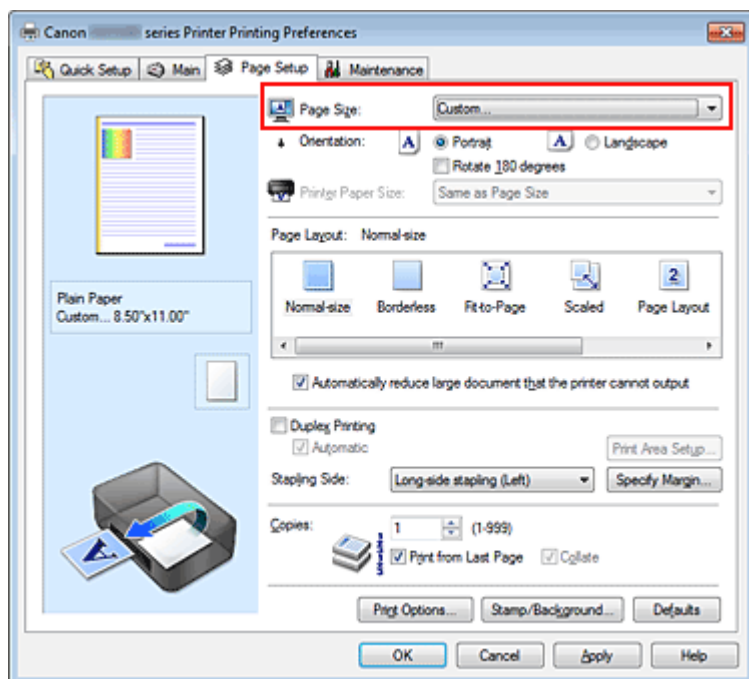 Canon series Printer Printing Preferences
Quick Setup Main Page Setup Maintenance
Page Size: Custom...
Orientation: A Portrait A Landscape
Rotate 180 degrees
Printer Paper Size: Same as Page Size
Page Layout: Normal-size
2
Normal-size Borderless Fit-to-Page Scaled Page Layout
Plain Paper
Custom... 8.50"x11.00"
Automatically reduce large document that the printer cannot output
Duplex Printing
Automatic
Print Area Setup...
Stapling Side: Long-side stapling (Left) Specify Margin...
Copies: 1 (1-999)
Print from Last Page Collate
A
Print Options... Stamp/Background... Defaults
OK Cancel Apply Help